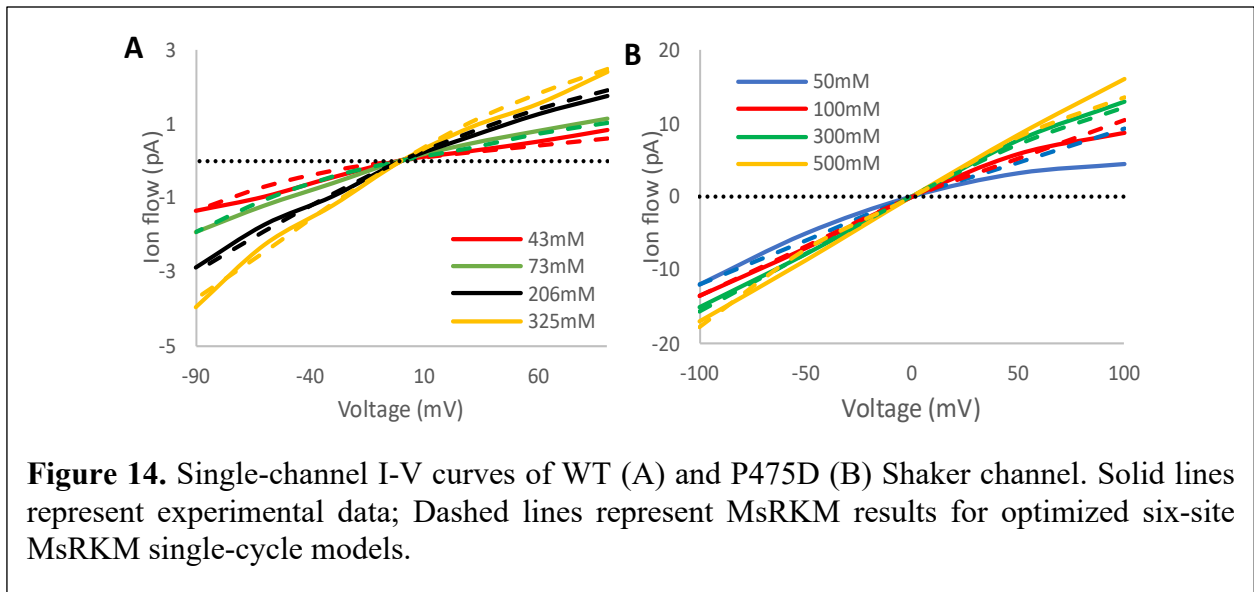 A
3
1
-1
-3
-5
Ion flow (pA)
-90
-40
10
60
Voltage (mV)
43mM
73mM
206mM
325mM
B
20
10
0
-10
-20
Ion flow (pA)
-100
-50
0
50
100
Voltage (mV)
50mM
100mM
300mM
500mM
Figure 14. Single-channel I-V curves of WT (A) and P475D (B) Shaker channel. Solid lines
represent experimental data; Dashed lines represent MsRKM results for optimized six-site
MsRKM single-cycle models.